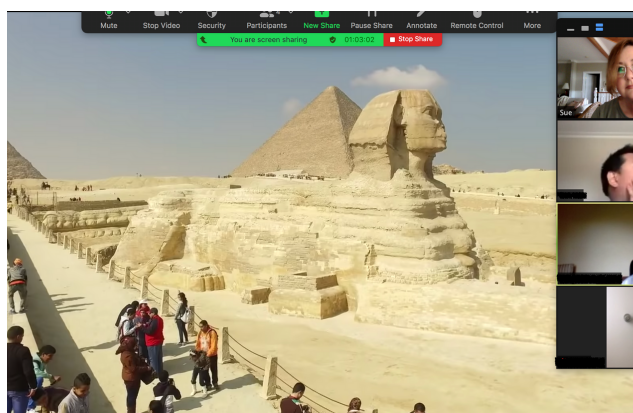 Mute Stop Video Security Participants New Share Pause Share Annotate Remote Control More
You are screen sharing 01:03:02 Stop Share
Sue